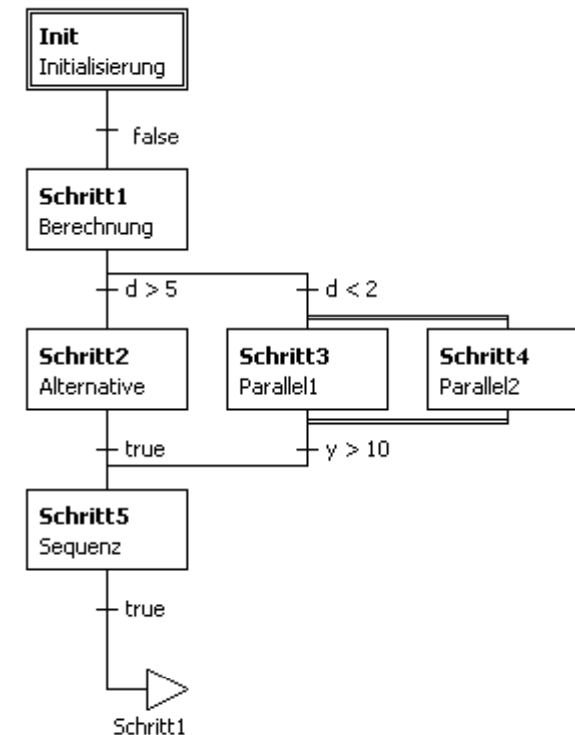 Init
Initialisierung
false
Schritt1
Berechnung
d > 5
d < 2
Schritt2
Alternative
Schritt3
Parallel1
Schritt4
Parallel2
true
y > 10
Schritt5
Sequenz
true
Schritt1